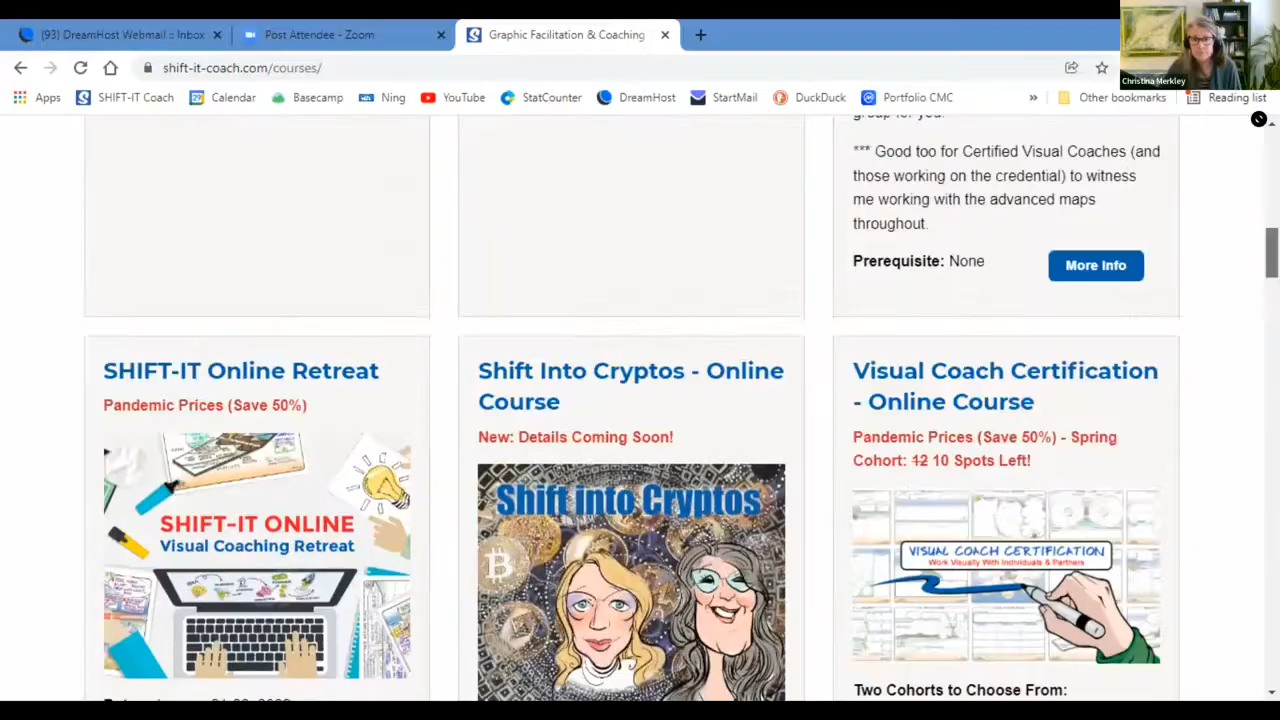 (93) DreamHost Webmail :: Inbox
Post Attendee - Zoom
Graphic Facilitation & Coaching
shift-it-coach.com/courses/
Christina Merkley
Apps
SHIFT-IT Coach
Calendar
Basecamp
Ning
YouTube
StatCounter
DreamHost
StartMail
DuckDuck
Portfolio CMC
»
Other bookmarks
Reading list
group for you.
*** Good too for Certified Visual Coaches (and
those working on the credential) to witness
me working with the advanced maps
throughout.
Prerequisite: None
More Info
SHIFT-IT Online Retreat
Pandemic Prices (Save 50%)
SHIFT-IT ONLINE
Visual Coaching Retreat
Shift Into Cryptos - Online
Course
New: Details Coming Soon!
Shift into Cryptos
Visual Coach Certification
- Online Course
Pandemic Prices (Save 50%) - Spring
Cohort: 12 10 Spots Left!
VISUAL COACH CERTIFICATION
Work Visually With Individuals & Partners
Two Cohorts to Choose From: